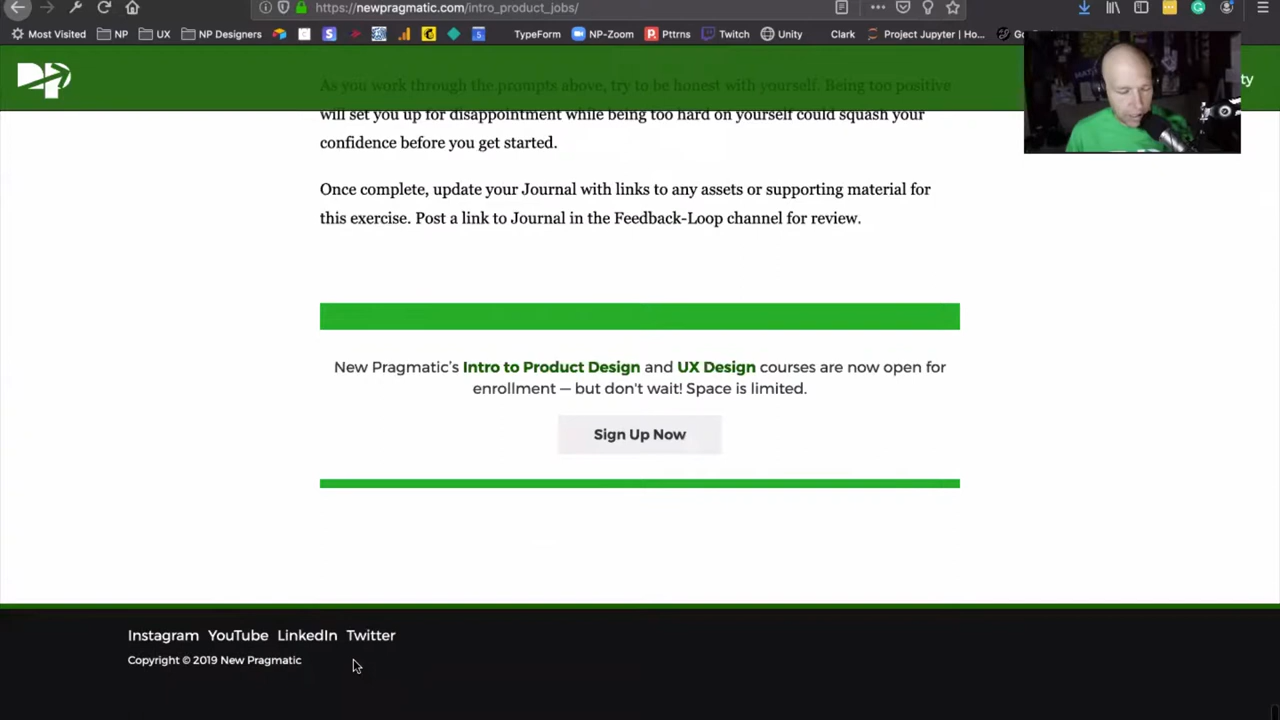 https://newpragmatic.com/intro_product_jobs/
Most Visited NP UX NP Designers TypeForm NP-Zoom Pttrns Twitch Unity Clark Project Jupyter | Ho...
As you work through the prompts above, try to be honest with yourself. Being too positive
will set you up for disappointment while being too hard on yourself could squash your
confidence before you get started.
Once complete, update your Journal with links to any assets or supporting material for
this exercise. Post a link to Journal in the Feedback-Loop channel for review.
New Pragmatic's Intro to Product Design and UX Design courses are now open for
enrollment — but don't wait! Space is limited.
Sign Up Now
Instagram YouTube LinkedIn Twitter
Copyright © 2019 New Pragmatic